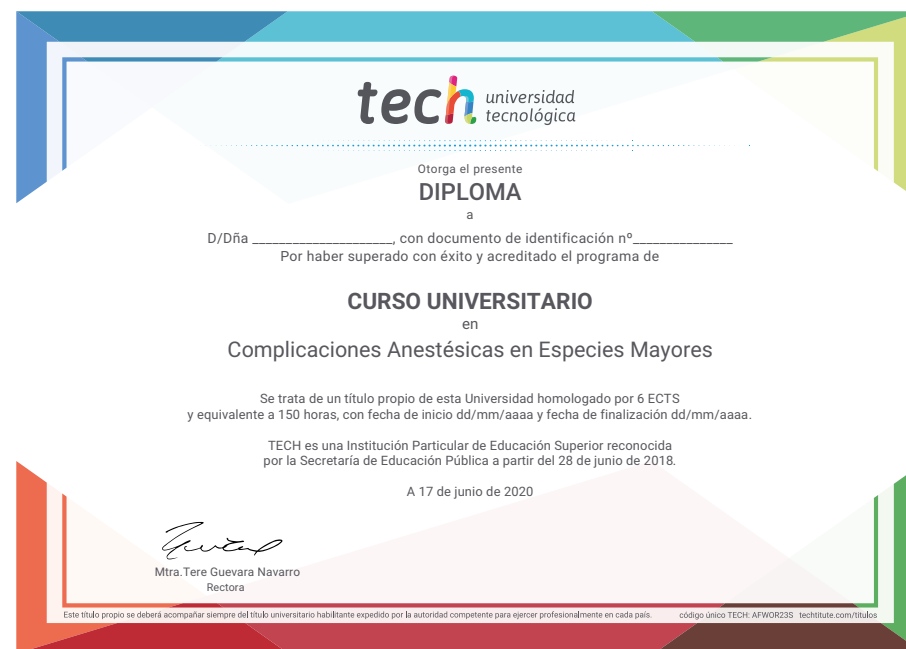 tech universidad
tecnológica
Otorga el presente
DIPLOMA
a
D/Dña ______________________, con documento de identificación nº_______________
Por haber superado con éxito y acreditado el programa de
CURSO UNIVERSITARIO
en
Complicaciones Anestésicas en Especies Mayores
Se trata de un título propio de esta Universidad homologado por 6 ECTS
y equivalente a 150 horas, con fecha de inicio dd/mm/aaaa y fecha de finalización dd/mm/aaaa.
TECH es una Institución Particular de Educación Superior reconocida
por la Secretaría de Educación Pública a partir del 28 de junio de 2018.
A 17 de junio de 2020
Mtra.Tere Guevara Navarro
Rectora
Este título propio se deberá acompañar siempre del título universitario habilitante expedido por la autoridad competente para ejercer profesionalmente en cada país. código único TECH: AFWOR23S techtitute.com/titulos